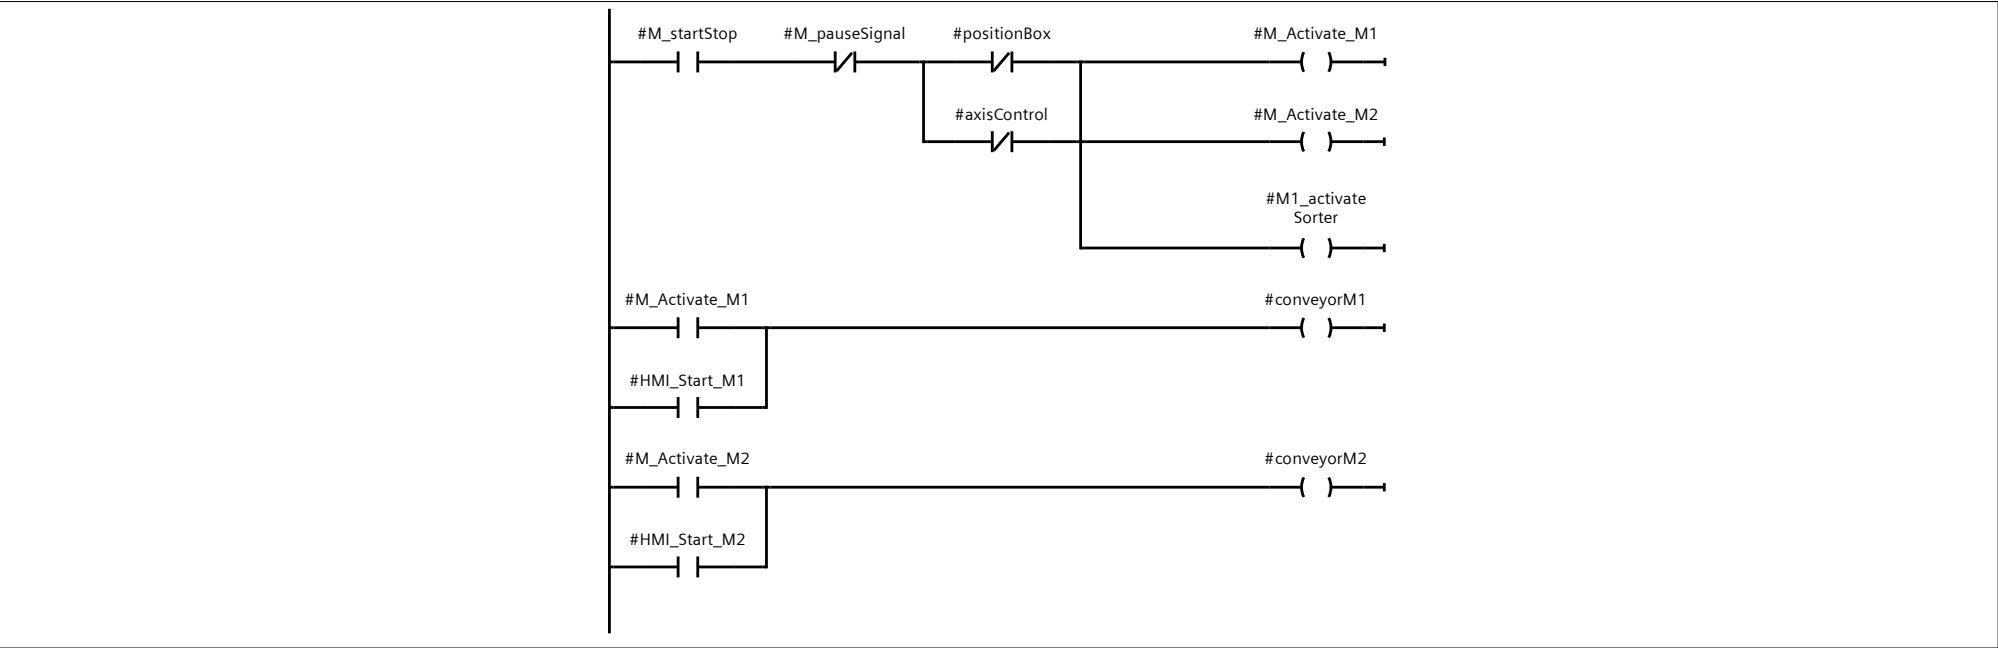 #M_startStop
#M_pauseSignal
#positionBox
#M_Activate_M1
#axisControl
#M_Activate_M2
#M1_activate
Sorter
#M_Activate_M1
#conveyorM1
#HMI_Start_M1
#M_Activate_M2
#conveyorM2
#HMI_Start_M2